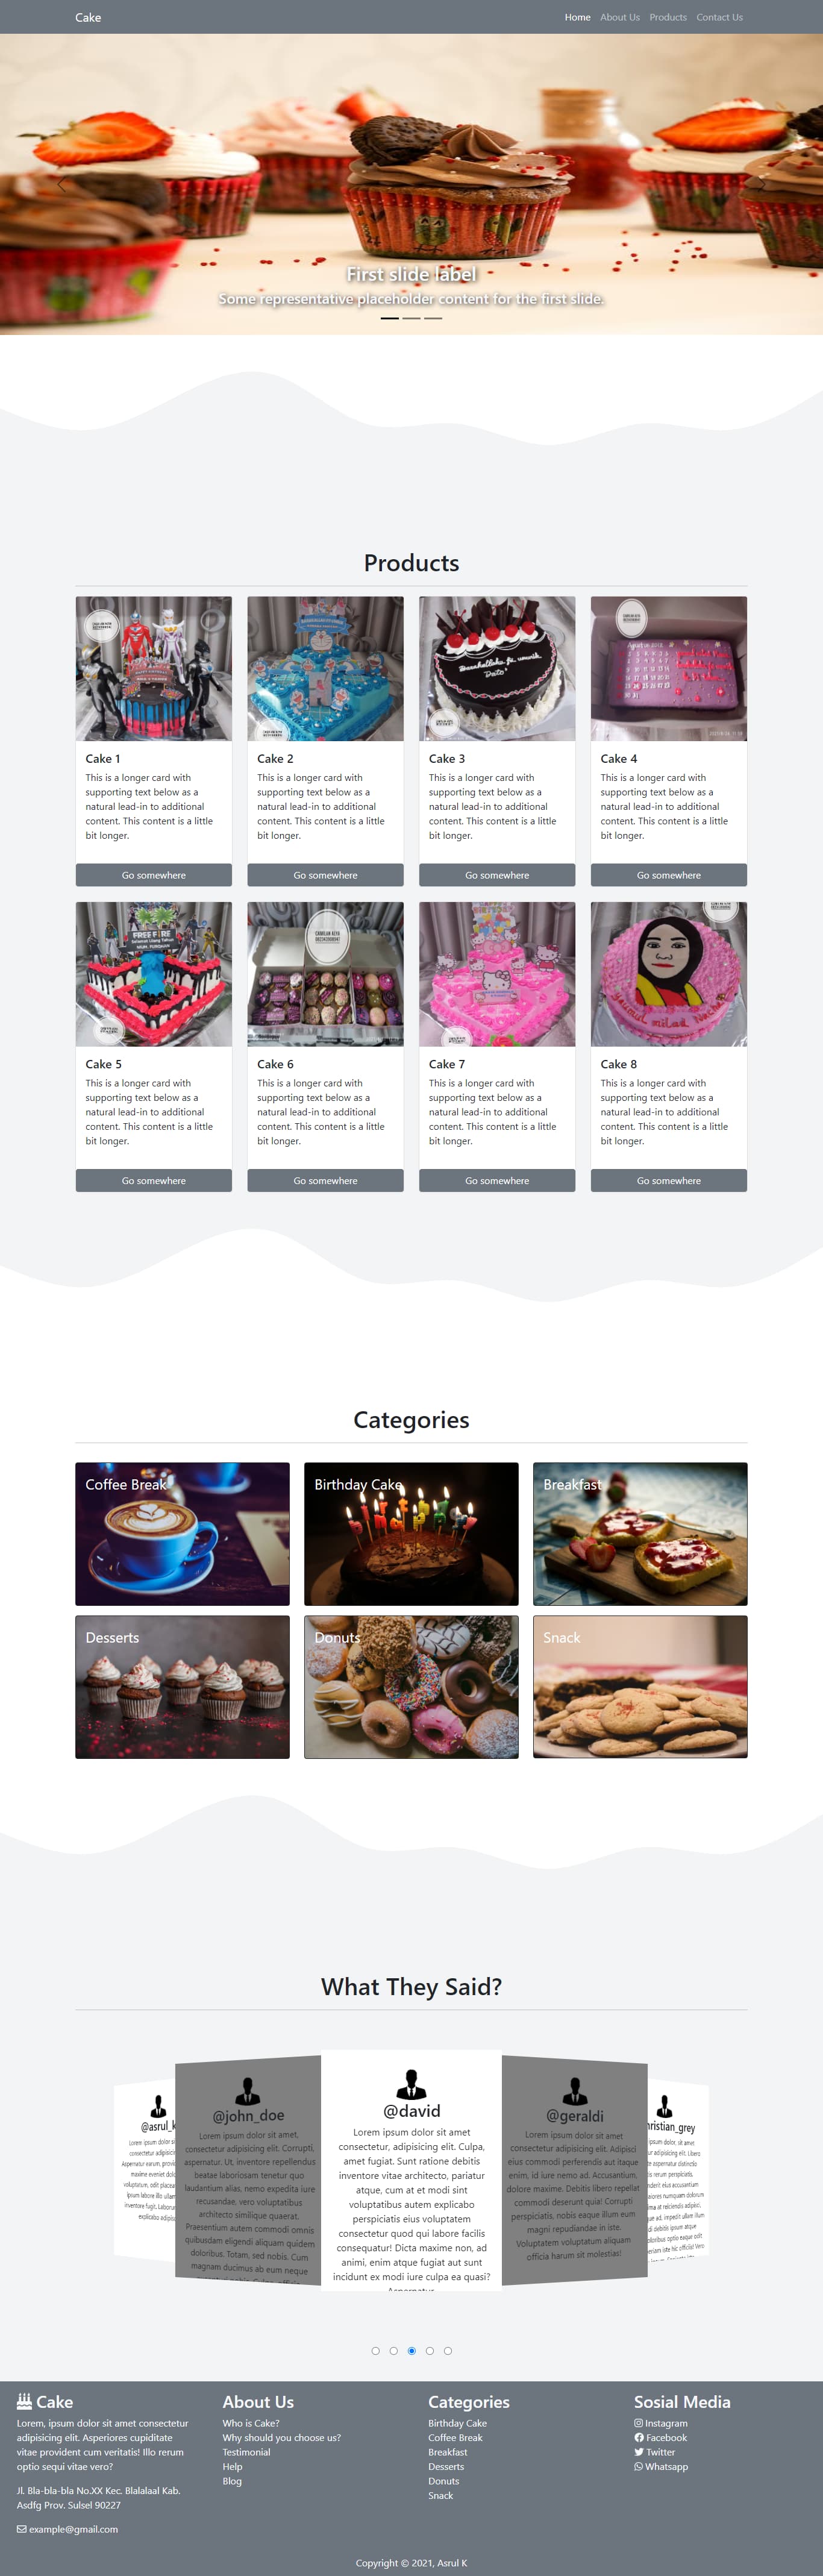 Cake
Home About Us Products Contact Us
First slide label
Some representative placeholder content for the first slide.
Products
Cake 1
This is a longer card with
supporting text below as a
natural lead-in to additional
content. This content is a little
bit longer.
Go somewhere
Cake 2
This is a longer card with
supporting text below as a
natural lead-in to additional
content. This content is a little
bit longer.
Go somewhere
Cake 3
This is a longer card with
supporting text below as a
natural lead-in to additional
content. This content is a little
bit longer.
Go somewhere
Cake 4
This is a longer card with
supporting text below as a
natural lead-in to additional
content. This content is a little
bit longer.
Go somewhere
FREE FIRE
Cake 5
This is a longer card with
supporting text below as a
natural lead-in to additional
content. This content is a little
bit longer.
Go somewhere
Cake 6
This is a longer card with
supporting text below as a
natural lead-in to additional
content. This content is a little
bit longer.
Go somewhere
Cake 7
This is a longer card with
supporting text below as a
natural lead-in to additional
content. This content is a little
bit longer.
Go somewhere
Cake 8
This is a longer card with
supporting text below as a
natural lead-in to additional
content. This content is a little
bit longer.
Go somewhere
Categories
Coffee Break
Birthday Cake
Breakfast
Desserts
Donuts
Snack
What They Said?
@asrul_k
Lorem ipsum dolor sit
@john_doe
Lorem ipsum dolor sit amet,
consectetur adipisicing elit. Corrupti,
aspernatur. Ut, inventore repellendus
beatae laboriosam tenetur quo
laudantium alias, nemo expedita iure
recusandae, vero voluptatibus
architecto similique quaerat.
Praesentium autem commodi omnis
quibusdam eligendi aliquam quidem
doloribus. Totam, sed nobis. Cum
magnam ducimus ab eum neque
@david
Lorem ipsum dolor sit amet
consectetur, adipisicing elit. Culpa,
amet fugiat. Sunt ratione debitis
inventore vitae architecto, pariatur
atque, cum at et modi sint
voluptatibus autem explicabo
perspiciatis eius voluptatem
consectetur quod qui labore facilis
consequatur! Dicta maxime non, ad
animi, enim atque fugiat aut sunt
incidunt ex modi iure culpa ea quasi?
@geraldi
Lorem ipsum dolor sit amet
consectetur adipisicing elit. Adipisci
eius commodi perferendis aut itaque
enim, id iure nemo ad. Accusantium,
dolore maxime. Debitis libero repellat
commodi deserunt quia! Corrupti
perspiciatis, nobis eaque illum eum
magni repudiandae in iste.
Voluptatem voluptatum aliquam
officia harum sit molestias!
hristian_grey
Cake
Lorem, ipsum dolor sit amet consectetur
adipisicing elit. Asperiores cupiditate
vitae provident cum veritatis! Illo rerum
optio sequi vitae vero?
Jl. Bla-bla-bla No.XX Kec. Blalalaal Kab.
Asdfg Prov. Sulsel 90227
example@gmail.com
About Us
Who is Cake?
Why should you choose us?
Testimonial
Help
Blog
Categories
Birthday Cake
Coffee Break
Breakfast
Desserts
Donuts
Snack
Sosial Media
Instagram
Facebook
Twitter
Whatsapp
Copyright © 2021, Asrul K